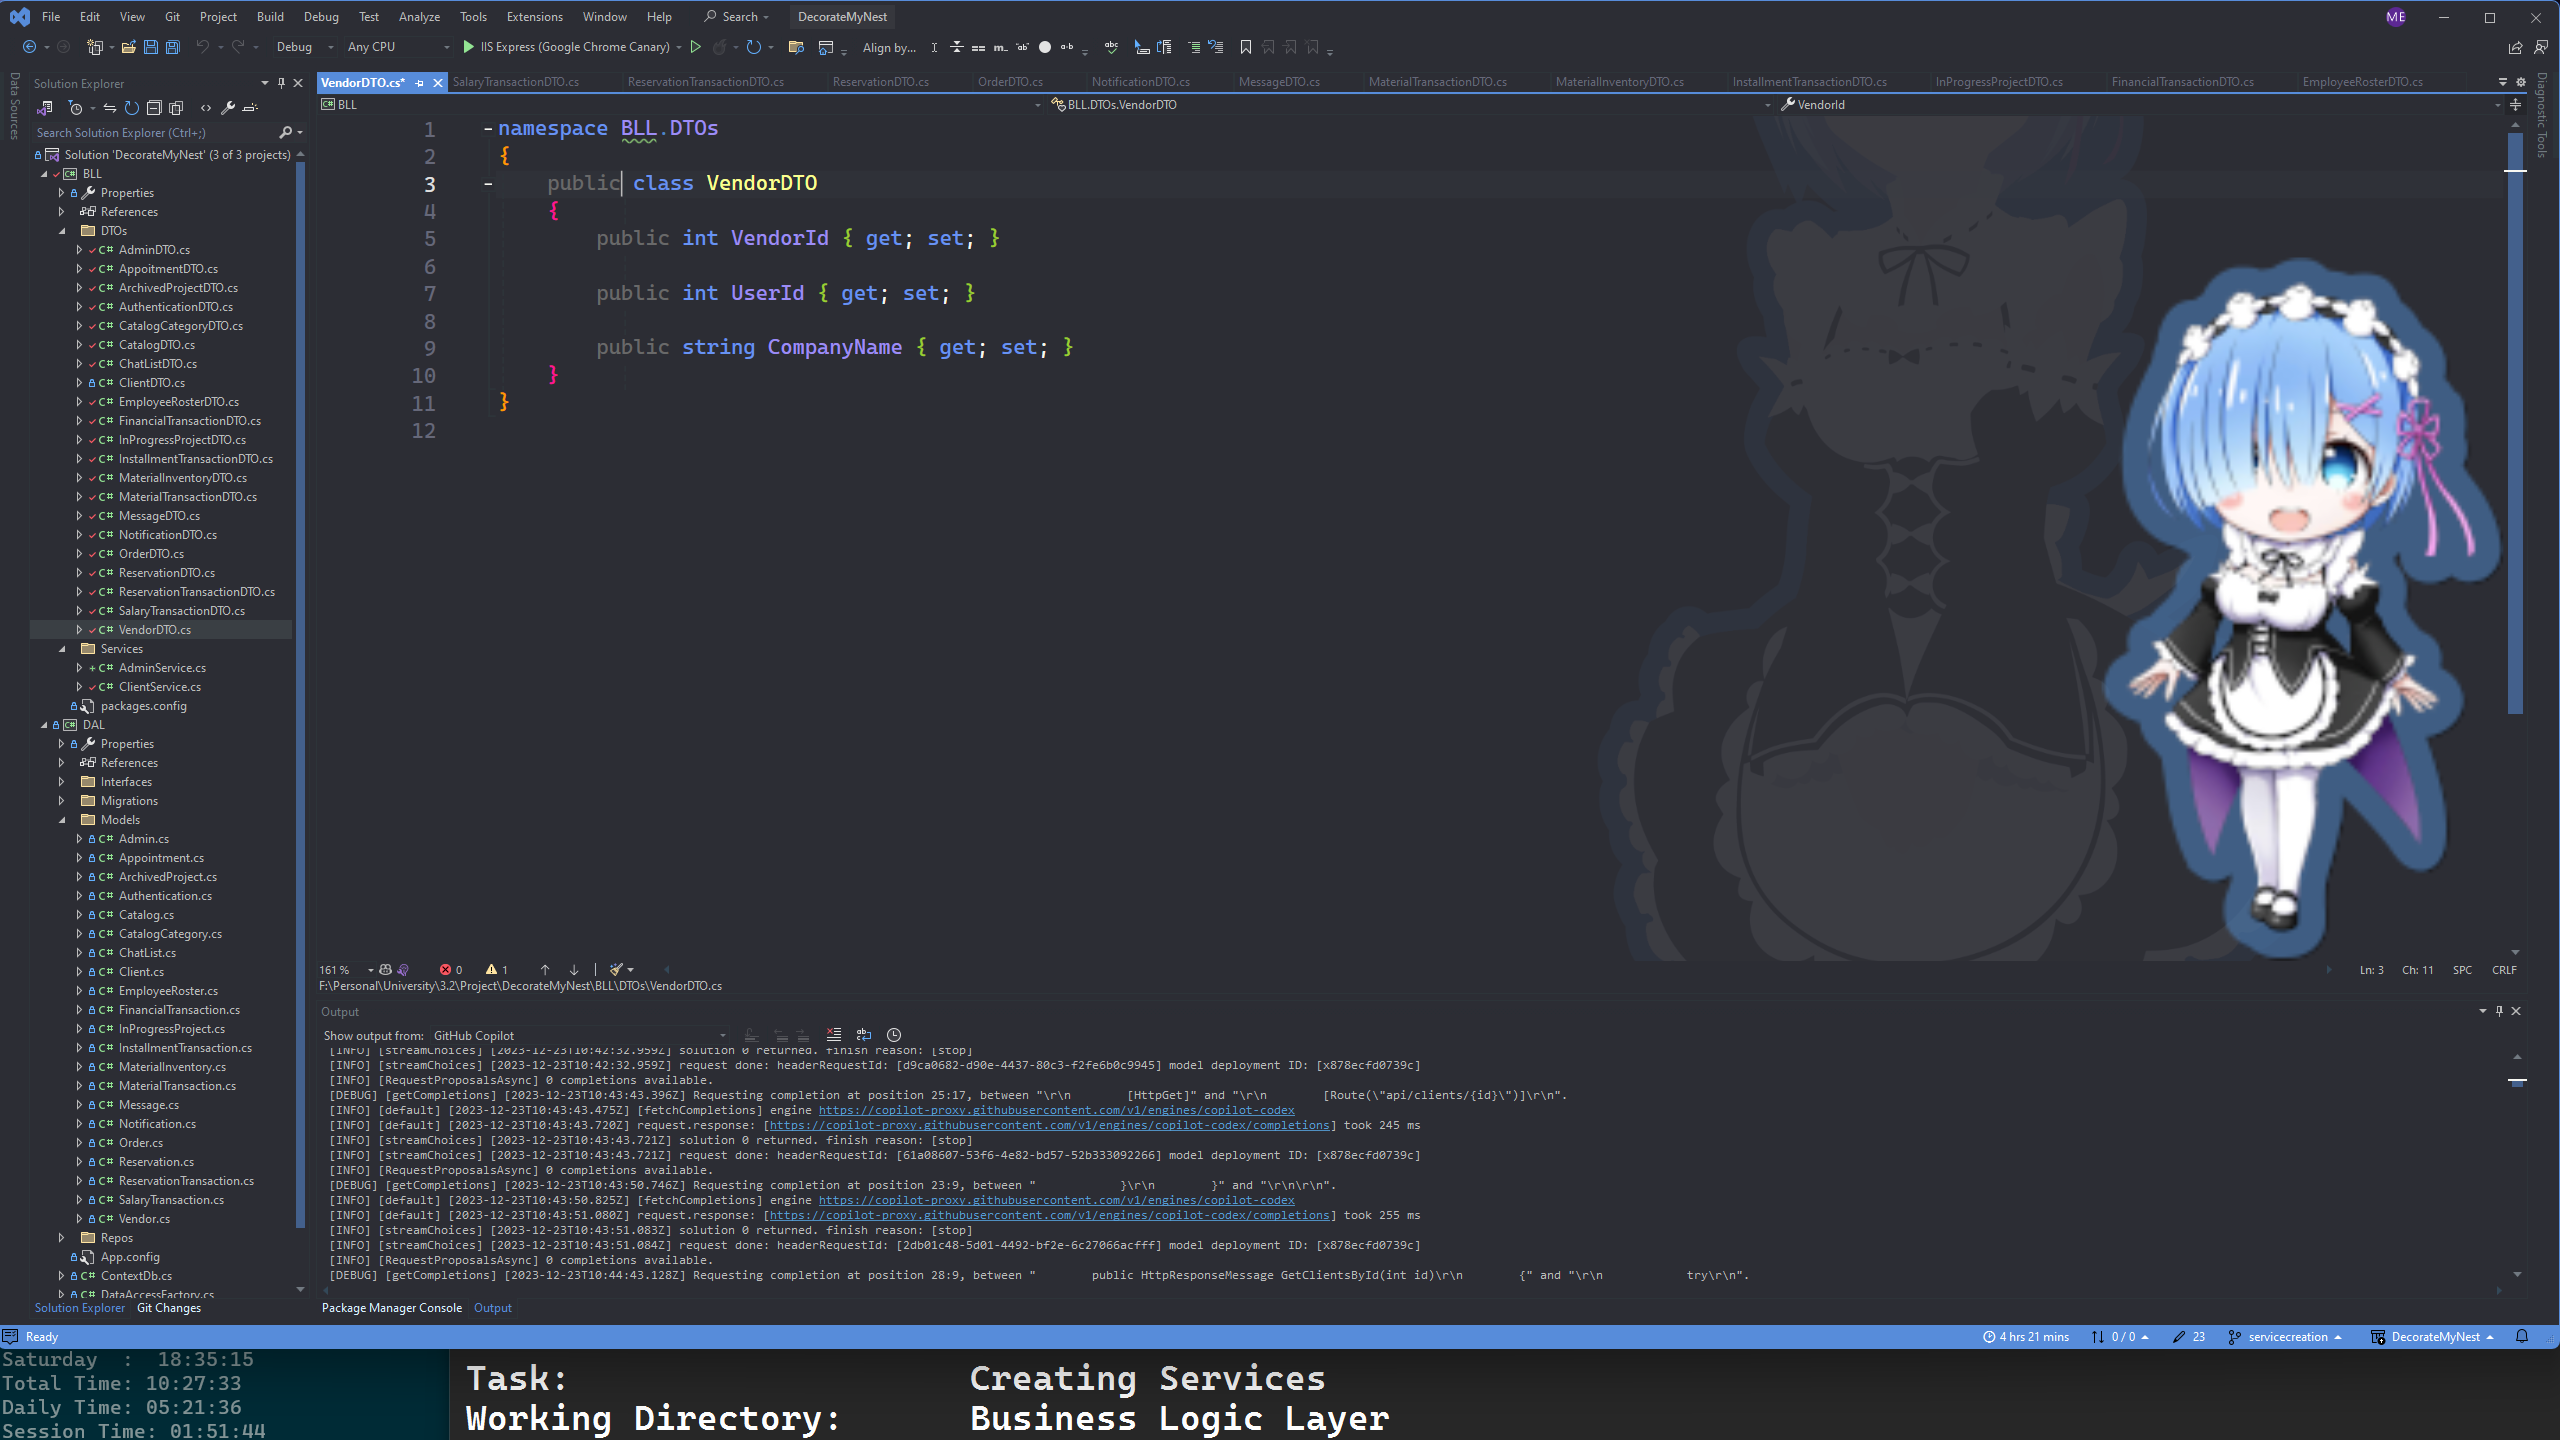 File Edit View Git Project Build Debug Test Analyze Tools Extensions Window Help Search DecorateMyNest ME
Debug Any CPU IIS Express (Google Chrome Canary) Align by...
Data Sources
Solution Explorer
Search Solution Explorer (Ctrl+;)
Solution 'DecorateMyNest' (3 of 3 projects)
BLL
Properties
References
DTOs
AdminDTO.cs
AppoitmentDTO.cs
ArchivedProjectDTO.cs
AuthenticationDTO.cs
CatalogCategoryDTO.cs
CatalogDTO.cs
ChatListDTO.cs
ClientDTO.cs
EmployeeRosterDTO.cs
FinancialTransactionDTO.cs
InProgressProjectDTO.cs
InstallmentTransactionDTO.cs
MaterialInventoryDTO.cs
MaterialTransactionDTO.cs
MessageDTO.cs
NotificationDTO.cs
OrderDTO.cs
ReservationDTO.cs
ReservationTransactionDTO.cs
SalaryTransactionDTO.cs
VendorDTO.cs
Services
AdminService.cs
ClientService.cs
packages.config
DAL
Properties
References
Interfaces
Migrations
Models
Admin.cs
Appointment.cs
ArchivedProject.cs
Authentication.cs
Catalog.cs
CatalogCategory.cs
ChatList.cs
Client.cs
EmployeeRoster.cs
FinancialTransaction.cs
InProgressProject.cs
InstallmentTransaction.cs
MaterialInventory.cs
MaterialTransaction.cs
Message.cs
Notification.cs
Order.cs
Reservation.cs
ReservationTransaction.cs
SalaryTransaction.cs
Vendor.cs
Repos
App.config
ContextDb.cs
DataAccessFactory.cs
Solution Explorer Git Changes
VendorDTO.cs* SalaryTransactionDTO.cs ReservationTransactionDTO.cs ReservationDTO.cs OrderDTO.cs NotificationDTO.cs MessageDTO.cs MaterialTransactionDTO.cs MaterialInventoryDTO.cs InstallmentTransactionDTO.cs InProgressProjectDTO.cs FinancialTransactionDTO.cs EmployeeRosterDTO.cs
BLL BLL.DTOs.VendorDTO VendorId
Diagnostic Tools
1 namespace BLL.DTOs
2 {
3 public class VendorDTO
4 {
5 public int VendorId { get; set; }
6
7 public int UserId { get; set; }
8
9 public string CompanyName { get; set; }
10 }
11 }
12
161 % 0 1 Ln: 3 Ch: 11 SPC CRLF
F:\Personal\University\3.2\Project\DecorateMyNest\BLL\DTOs\VendorDTO.cs
Output
Show output from: GitHub Copilot
[INFO] [streamChoices] [2023-12-23T10:42:32.959Z] solution 0 returned. finish reason: [stop]
[INFO] [streamChoices] [2023-12-23T10:42:32.959Z] request done: headerRequestId: [d9ca0682-d90e-4437-80c3-f2fe6b0c9945] model deployment ID: [x878ecfd0739c]
[INFO] [RequestProposalsAsync] 0 completions available.
[DEBUG] [getCompletions] [2023-12-23T10:43:43.396Z] Requesting completion at position 25:17, between "\r\n [HttpGet]" and "\r\n [Route(\"api/clients/{id}\")]\r\n".
[INFO] [default] [2023-12-23T10:43:43.475Z] [fetchCompletions] engine https://copilot-proxy.githubusercontent.com/v1/engines/copilot-codex
[INFO] [default] [2023-12-23T10:43:43.720Z] request.response: [https://copilot-proxy.githubusercontent.com/v1/engines/copilot-codex/completions] took 245 ms
[INFO] [streamChoices] [2023-12-23T10:43:43.721Z] solution 0 returned. finish reason: [stop]
[INFO] [streamChoices] [2023-12-23T10:43:43.721Z] request done: headerRequestId: [61a08607-53f6-4e82-bd57-52b333092266] model deployment ID: [x878ecfd0739c]
[INFO] [RequestProposalsAsync] 0 completions available.
[DEBUG] [getCompletions] [2023-12-23T10:43:50.746Z] Requesting completion at position 23:9, between " }\r\n }" and "\r\n\r\n".
[INFO] [default] [2023-12-23T10:43:50.825Z] [fetchCompletions] engine https://copilot-proxy.githubusercontent.com/v1/engines/copilot-codex
[INFO] [default] [2023-12-23T10:43:51.080Z] request.response: [https://copilot-proxy.githubusercontent.com/v1/engines/copilot-codex/completions] took 255 ms
[INFO] [streamChoices] [2023-12-23T10:43:51.083Z] solution 0 returned. finish reason: [stop]
[INFO] [streamChoices] [2023-12-23T10:43:51.084Z] request done: headerRequestId: [2db01c48-5d01-4492-bf2e-6c27066acfff] model deployment ID: [x878ecfd0739c]
[INFO] [RequestProposalsAsync] 0 completions available.
[DEBUG] [getCompletions] [2023-12-23T10:44:43.128Z] Requesting completion at position 28:9, between " public HttpResponseMessage GetClientsById(int id)\r\n {" and "\r\n try\r\n".
Package Manager Console Output
Ready 4 hrs 21 mins 0 / 0 23 servicecreation DecorateMyNest
Saturday : 18:35:15
Total Time: 10:27:33
Daily Time: 05:21:36
Session Time: 01:51:44
Task: Creating Services
Working Directory: Business Logic Layer